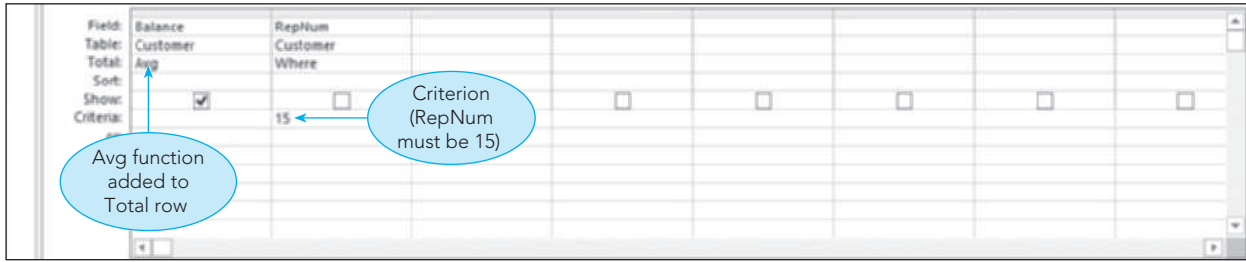 Field: Balance RepNum
Table: Customer Customer
Total: Avg Where
Sort:
Show:
Criteria: 15
Criterion
(RepNum
must be 15)
Avg function
added to
Total row